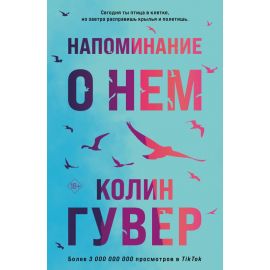 Сегодня ты птица в клетке,
но завтра расправишь крылья и полетишь.
НАПОМИНАНИЕ
О НЕМ
18+
КОЛИН
ГУВЕР
Более 3 000 000 000 просмотров в TikTok